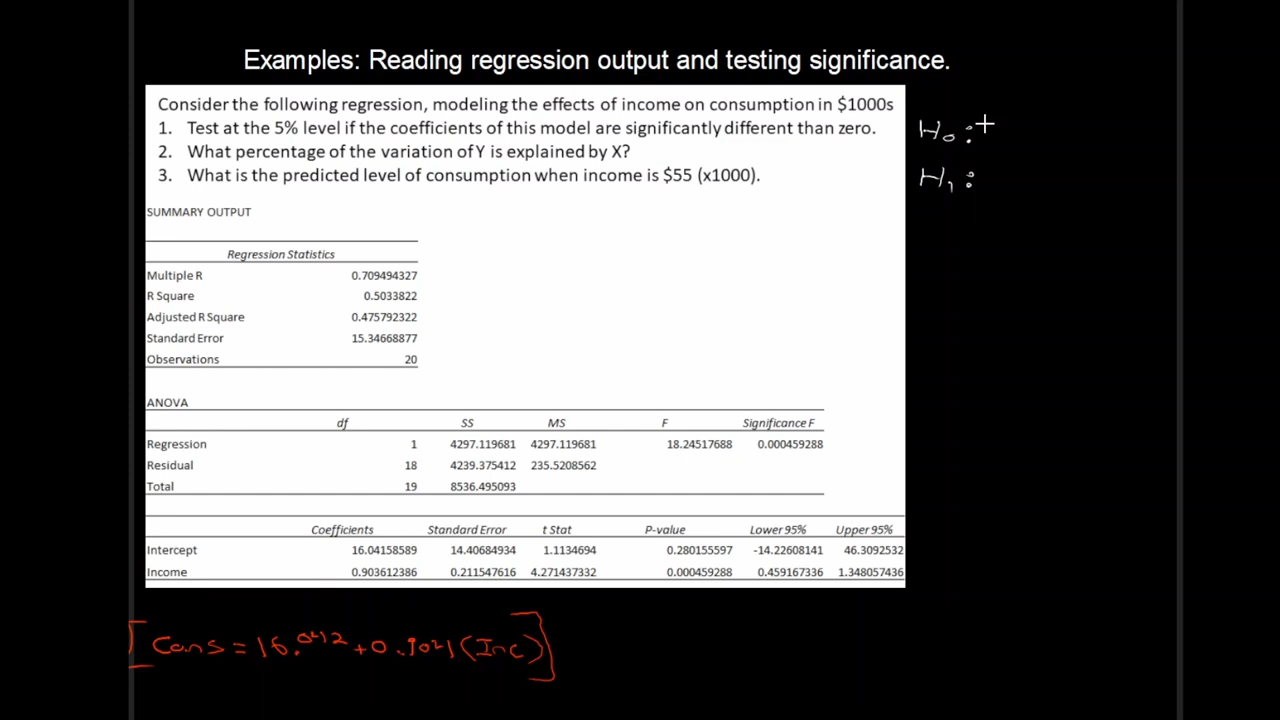 Examples: Reading regression output and testing significance.
Consider the following regression, modeling the effects of income on consumption in $1000s
1. Test at the 5% level if the coefficients of this model are significantly different than zero.
2. What percentage of the variation of Y is explained by X?
3. What is the predicted level of consumption when income is $55 (x1000).
H₀ :
H₁ :
SUMMARY OUTPUT
Regression Statistics
Multiple R 0.709494327
R Square 0.5033822
Adjusted R Square 0.475792322
Standard Error 15.34668877
Observations 20
ANOVA
df SS MS F Significance F
Regression 1 4297.119681 4297.119681 18.24517688 0.000459288
Residual 18 4239.375412 235.5208562
Total 19 8536.495093
Coefficients Standard Error t Stat P-value Lower 95% Upper 95%
Intercept 16.04158589 14.40684934 1.1134694 0.280155597 -14.22608141 46.3092532
Income 0.903612386 0.211547616 4.271437332 0.000459288 0.459167336 1.348057436
[Cons = 16.0412 + 0.9021 (Inc)]